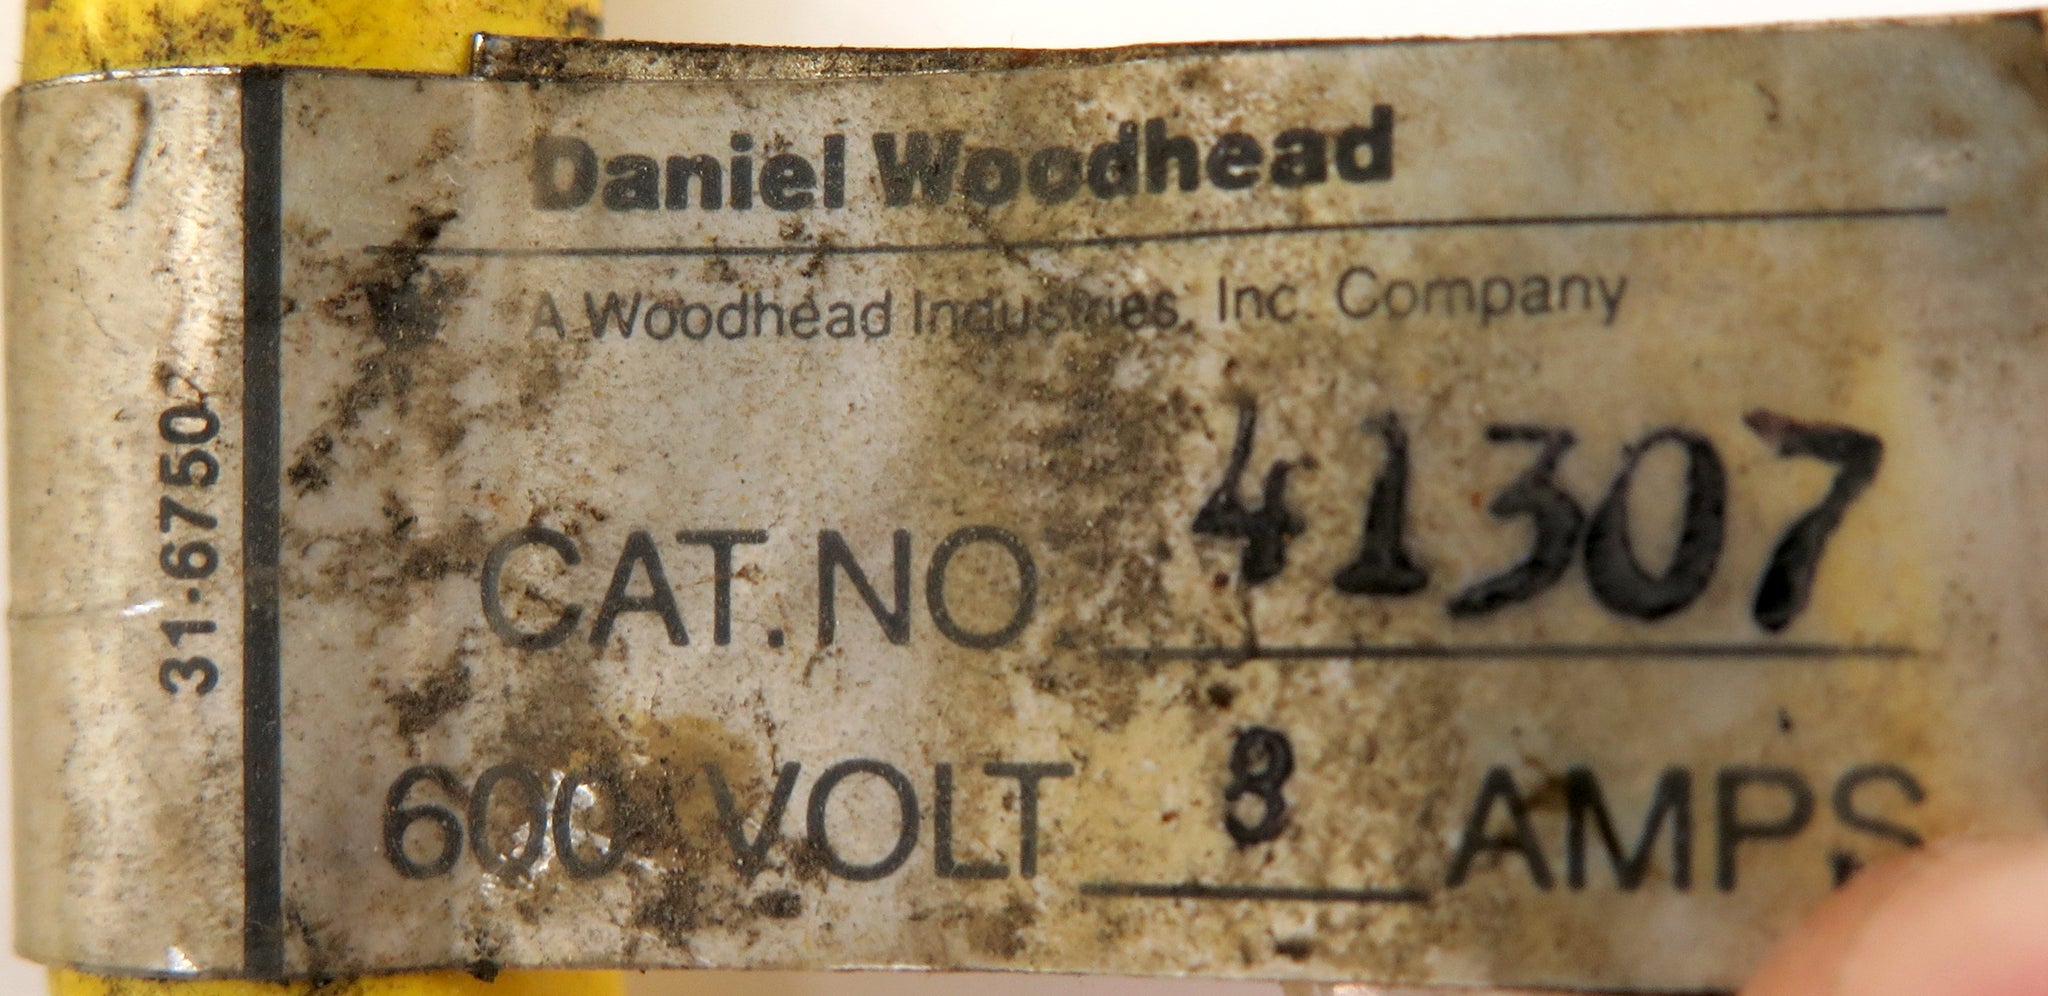 Daniel Woodhead
A Woodhead Industries, Inc. Company
CAT. NO 41307
600 VOLT 8 AMPS
31-67502